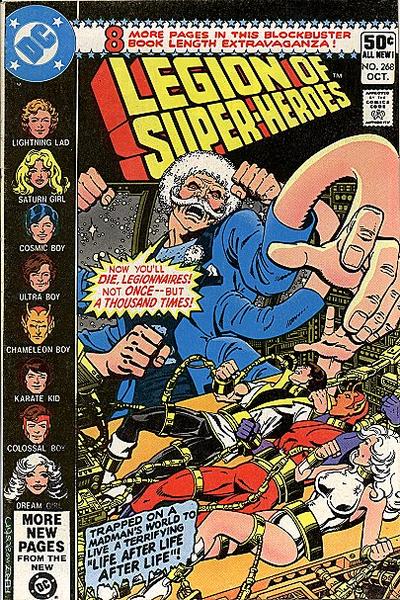 DC
8 MORE PAGES IN THIS BLOCKBUSTER
BOOK LENGTH EXTRAVAGANZA!
50¢
ALL NEW!
NO. 268
OCT.
APPROVED
BY THE
COMICS
CODE
AUTHORITY
LEGION OF
SUPER-HEROES
TM
LIGHTNING LAD
SATURN GIRL
COSMIC BOY
ULTRA BOY
CHAMELEON BOY
KARATE KID
COLOSSAL BOY
DREAM GIRL
NOW YOU'LL
DIE, LEGIONNAIRES!
NOT ONCE--BUT
A THOUSAND TIMES!
TRAPPED ON A
MADMAN'S WORLD TO
LIVE A TERRIFYING
"LIFE AFTER LIFE
AFTER LIFE"!!
MORE
NEW
PAGES
FROM THE
NEW
DC